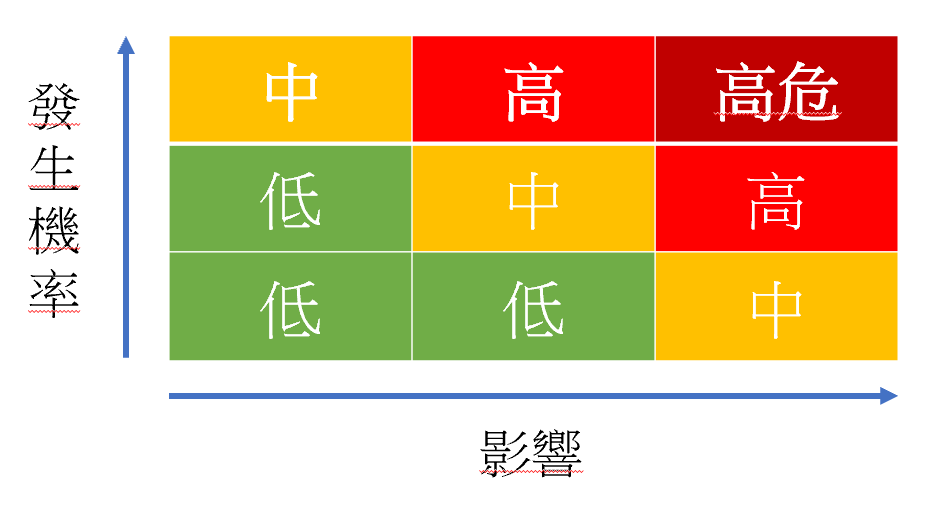 發生機率
中 高 高危
低 中 高
低 低 中
影響